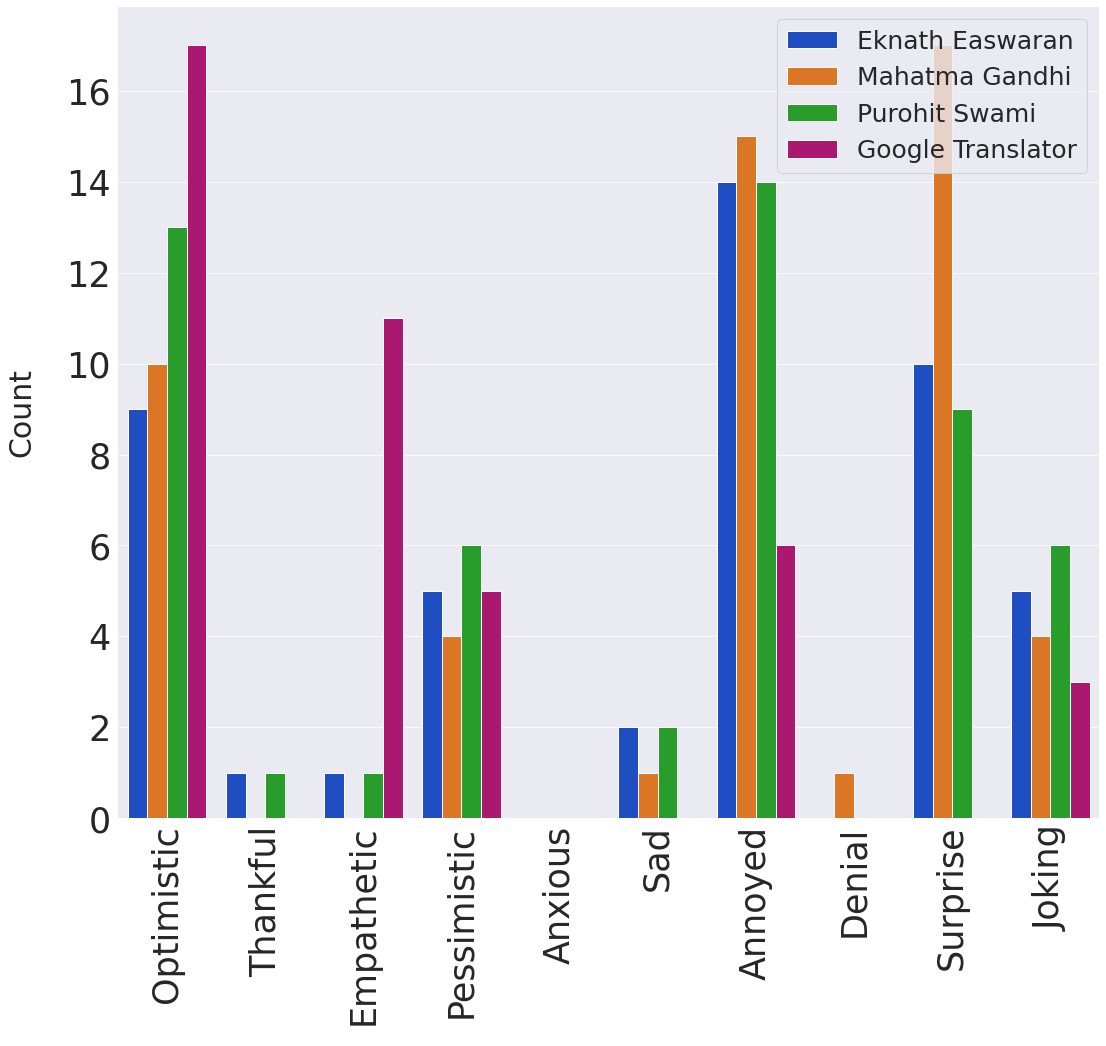 Eknath Easwaran
Mahatma Gandhi
Purohit Swami
Google Translator
Count
16
14
12
10
8
6
4
2
0
Optimistic
Thankful
Empathetic
Pessimistic
Anxious
Sad
Annoyed
Denial
Surprise
Joking